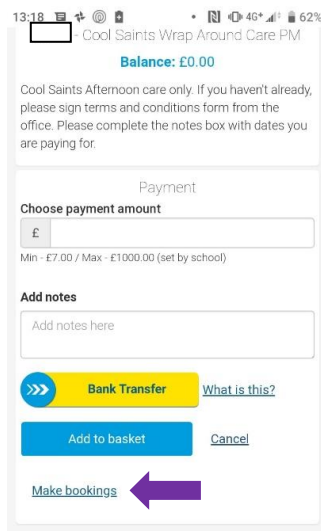 13:18 4G+ 62%
- Cool Saints Wrap Around Care PM
Balance: £0.00
Cool Saints Afternoon care only. If you haven't already,
please sign terms and conditions form from the
office. Please complete the notes box with dates you
are paying for.
Payment
Choose payment amount
£
Min - £7.00 / Max - £1000.00 (set by school)
Add notes
Add notes here
Bank Transfer What is this?
Add to basket Cancel
Make bookings